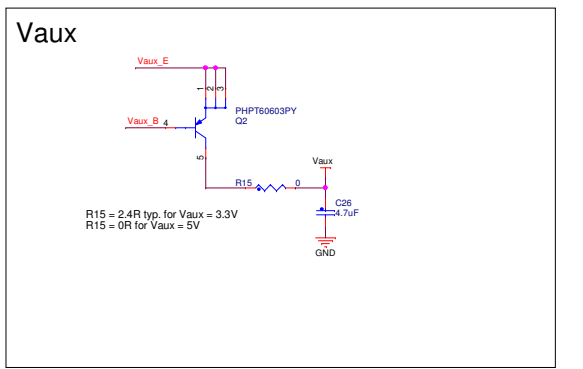 Vaux
Vaux_E
1
2
3
PHPT60603PY
Q2
Vaux_B 4
5
Vaux
R15 0
C26
4.7uF
R15 = 2.4R typ. for Vaux = 3.3V
R15 = 0R for Vaux = 5V
GND